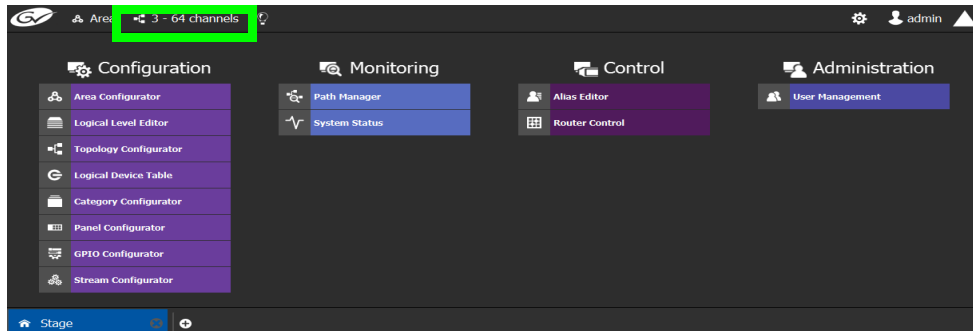 Area 3 - 64 channels admin
Configuration Monitoring Control Administration
Area Configurator Path Manager Alias Editor User Management
Logical Level Editor System Status Router Control
Topology Configurator
Logical Device Table
Category Configurator
Panel Configurator
GPIO Configurator
Stream Configurator
Stage